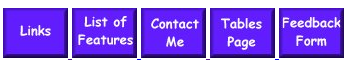 Links
List of
Features
Contact
Me
Tables
Page
Feedback
Form